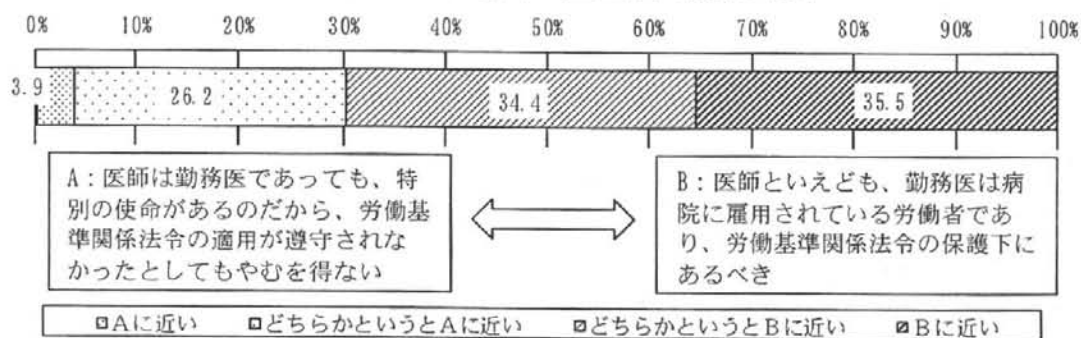 0% 10% 20% 30% 40% 50% 60% 70% 80% 90% 100%
3.9 26.2 34.4 35.5
A：医師は勤務医であっても、特
別の使命があるのだから、労働基
準関係法令の適用が遵守されな
かったとしてもやむを得ない
B：医師といえども、勤務医は病
院に雇用されている労働者であ
り、労働基準関係法令の保護下に
あるべき
Aに近い どちらかというとAに近い どちらかというとBに近い Bに近い